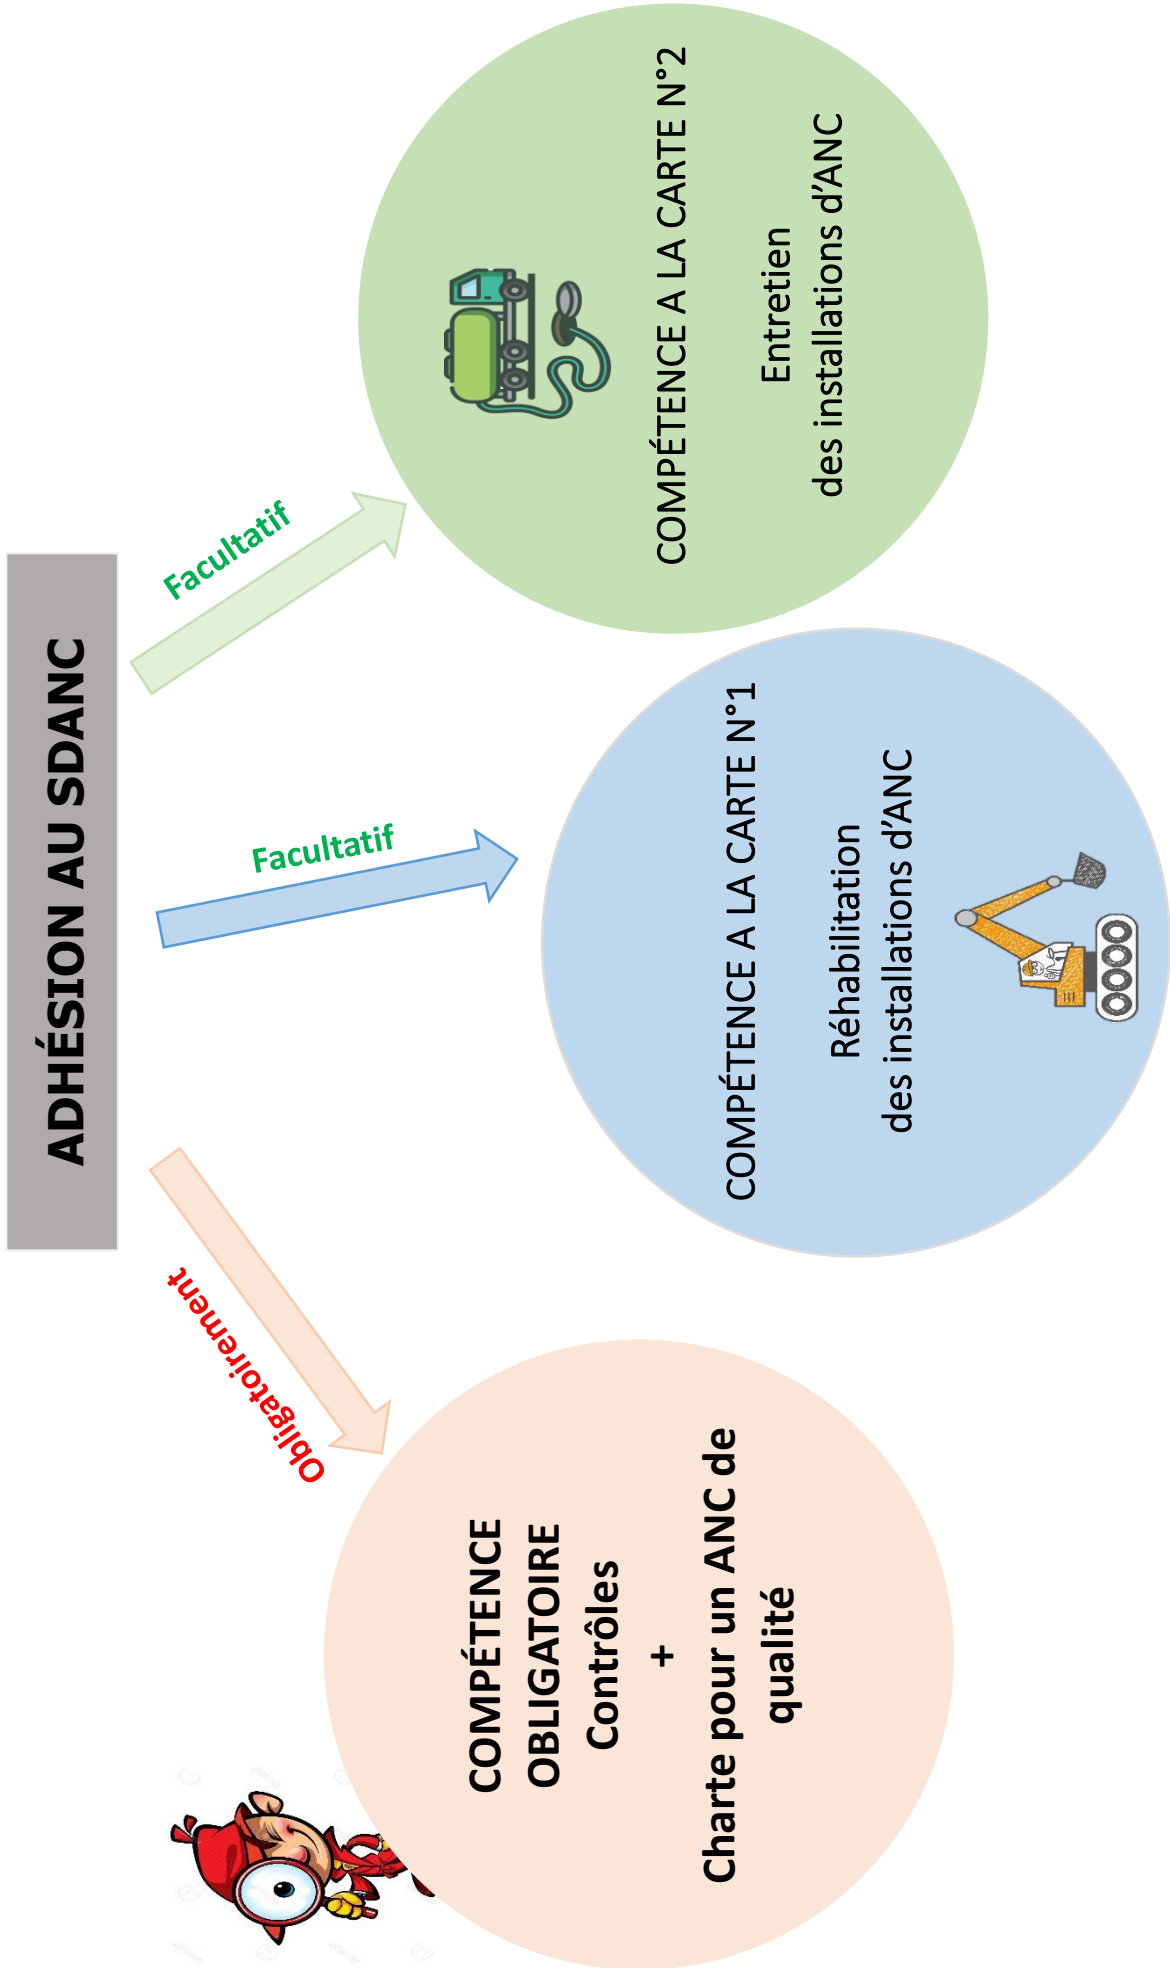 ADHÉSION AU SDANC
Obligatoirement
Facultatif
Facultatif
COMPÉTENCE
OBLIGATOIRE
Contrôles
+
Charte pour un ANC de
qualité
COMPÉTENCE A LA CARTE N°1
Réhabilitation
des installations d’ANC
COMPÉTENCE A LA CARTE N°2
Entretien
des installations d’ANC